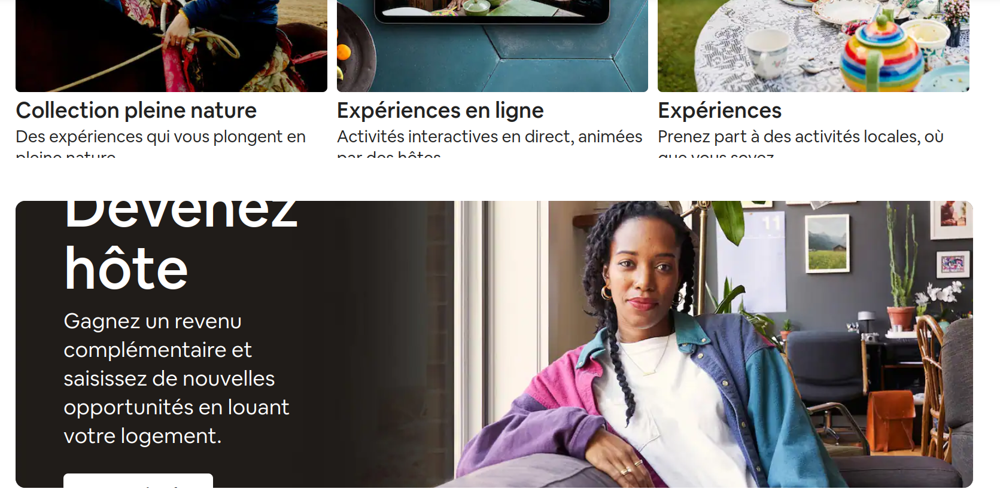 Collection pleine nature
Des expériences qui vous plongent en
pleine nature
Expériences en ligne
Activités interactives en direct, animées
par des hôtes
Expériences
Prenez part à des activités locales, où
que vous soyez
Devenez
hôte
Gagnez un revenu
complémentaire et
saisissez de nouvelles
opportunités en louant
votre logement.
11